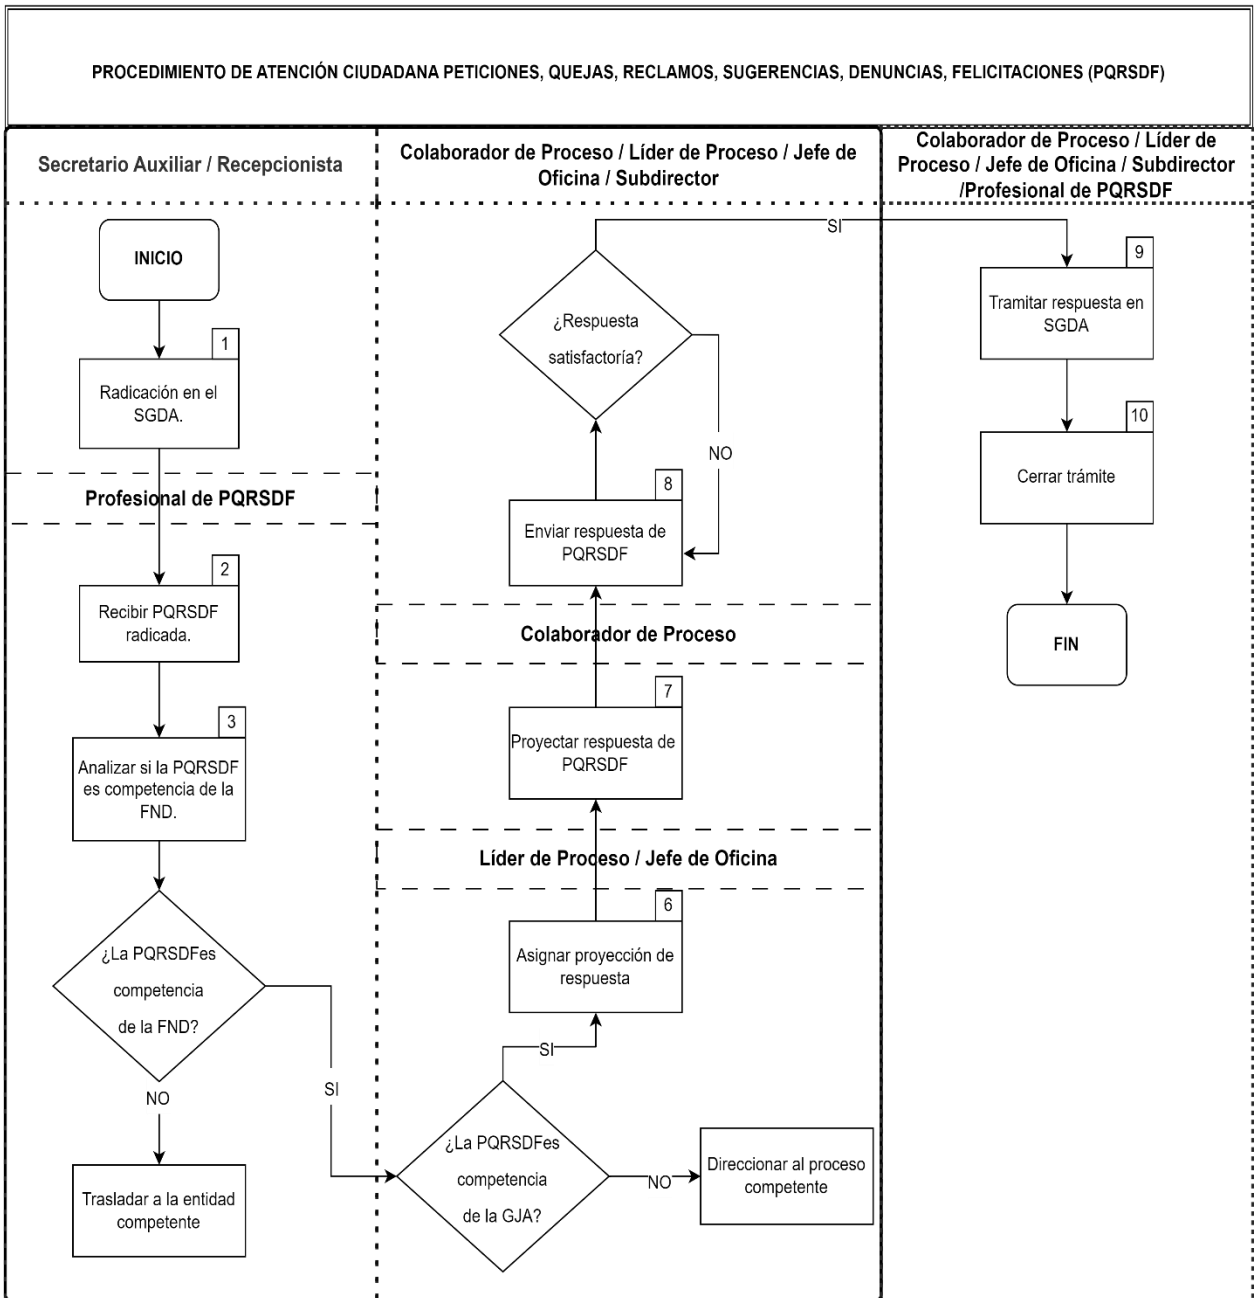 PROCEDIMIENTO DE ATENCIÓN CIUDADANA PETICIONES, QUEJAS, RECLAMOS, SUGERENCIAS, DENUNCIAS, FELICITACIONES (PQRSDF)
Secretario Auxiliar / Recepcionista
INICIO
1
Radicación en el
SGDA.
Profesional de PQRSDF
2
Recibir PQRSDF
radicada.
3
Analizar si la PQRSDF
es competencia de la
FND.
¿La PQRSDFes
competencia
de la FND?
NO
SI
Trasladar a la entidad
competente
Colaborador de Proceso / Líder de Proceso / Jefe de
Oficina / Subdirector
SI
¿Respuesta
satisfactoría?
NO
8
Enviar respuesta de
PQRSDF
Colaborador de Proceso
7
Proyectar respuesta de
PQRSDF
Líder de Proceso / Jefe de Oficina
6
Asignar proyección de
respuesta
SI
¿La PQRSDFes
competencia
de la GJA?
NO
Direccionar al proceso
competente
Colaborador de Proceso / Líder de
Proceso / Jefe de Oficina / Subdirector
/Profesional de PQRSDF
9
Tramitar respuesta en
SGDA
10
Cerrar trámite
FIN